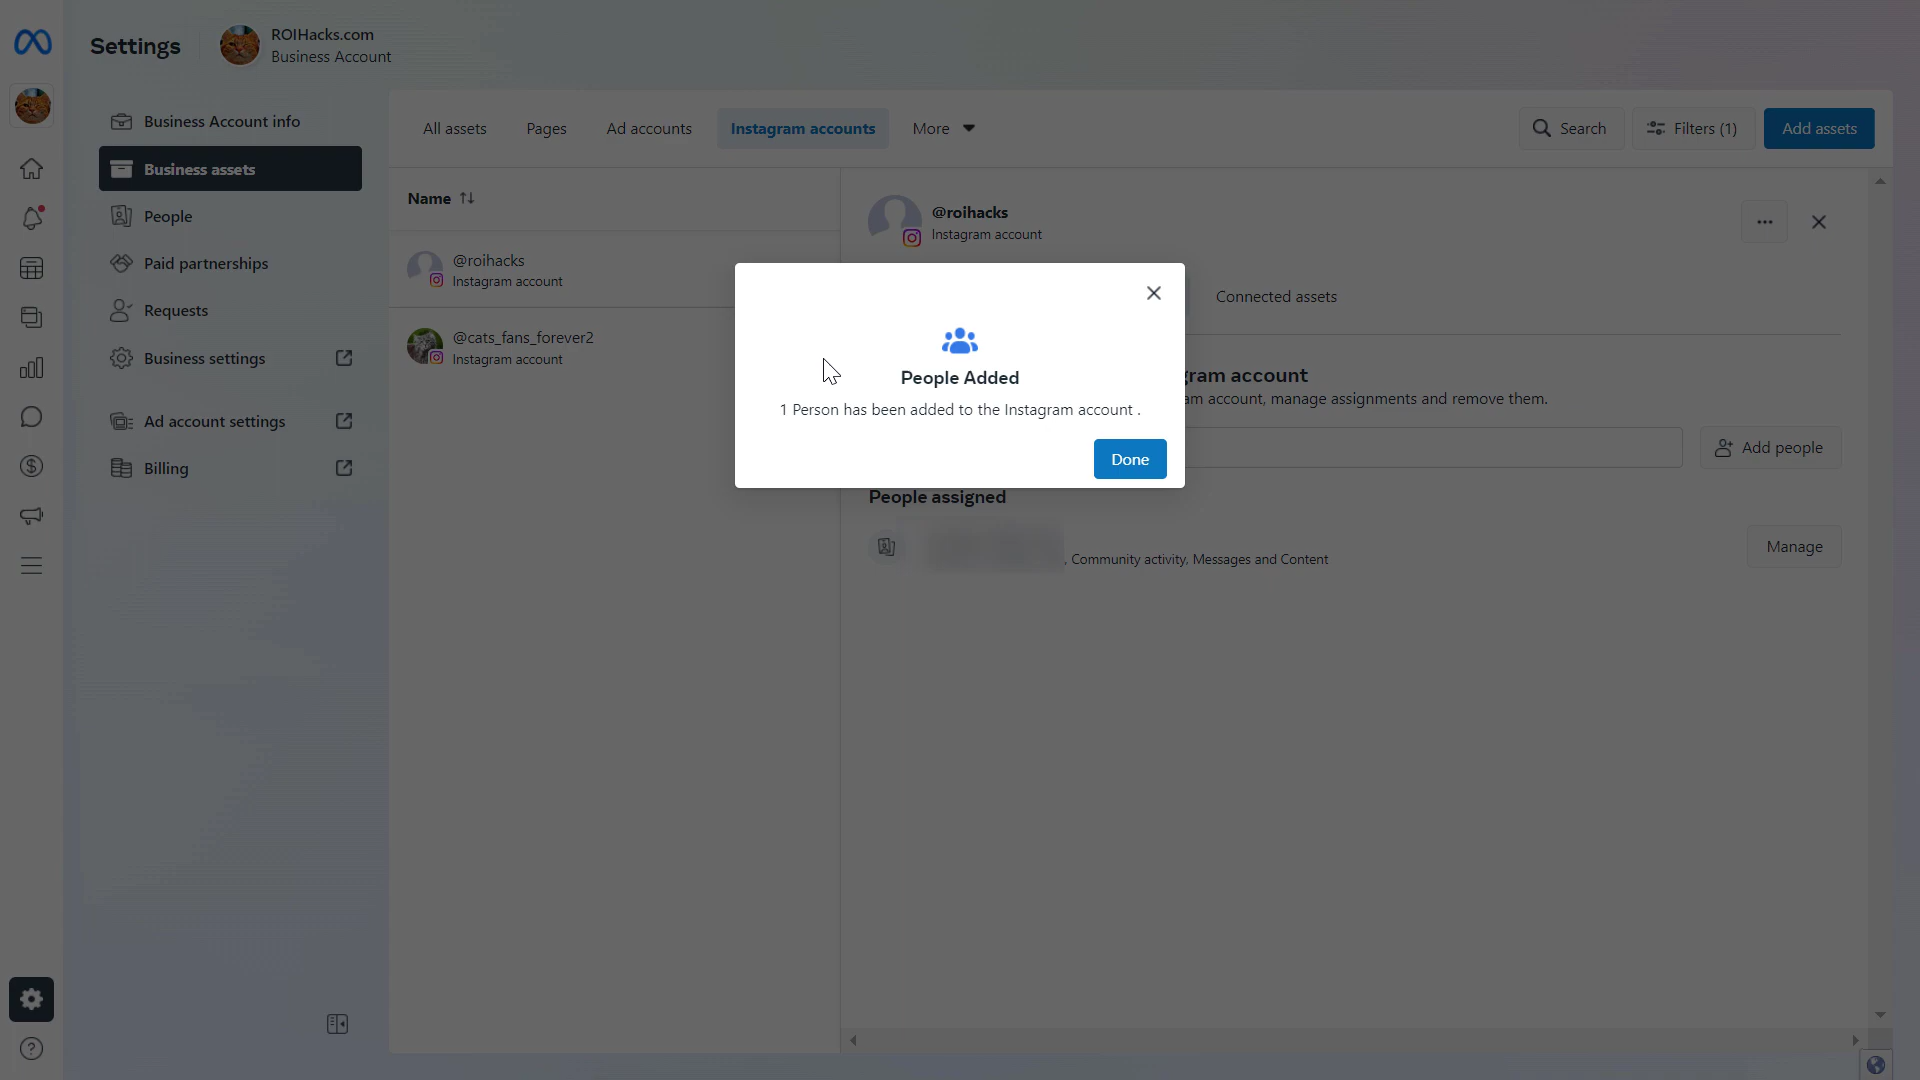 Settings
ROIHacks.com
Business Account
Business Account info
Business assets
People
Paid partnerships
Requests
Business settings
Ad account settings
Billing
All assets
Pages
Ad accounts
Instagram accounts
More
Search
Filters (1)
Add assets
Name
@roihacks
Instagram account
@cats_fans_forever2
Instagram account
@roihacks
Instagram account
Connected assets
gram account
am account, manage assignments and remove them.
Add people
People assigned
, Community activity, Messages and Content
Manage
People Added
1 Person has been added to the Instagram account .
Done